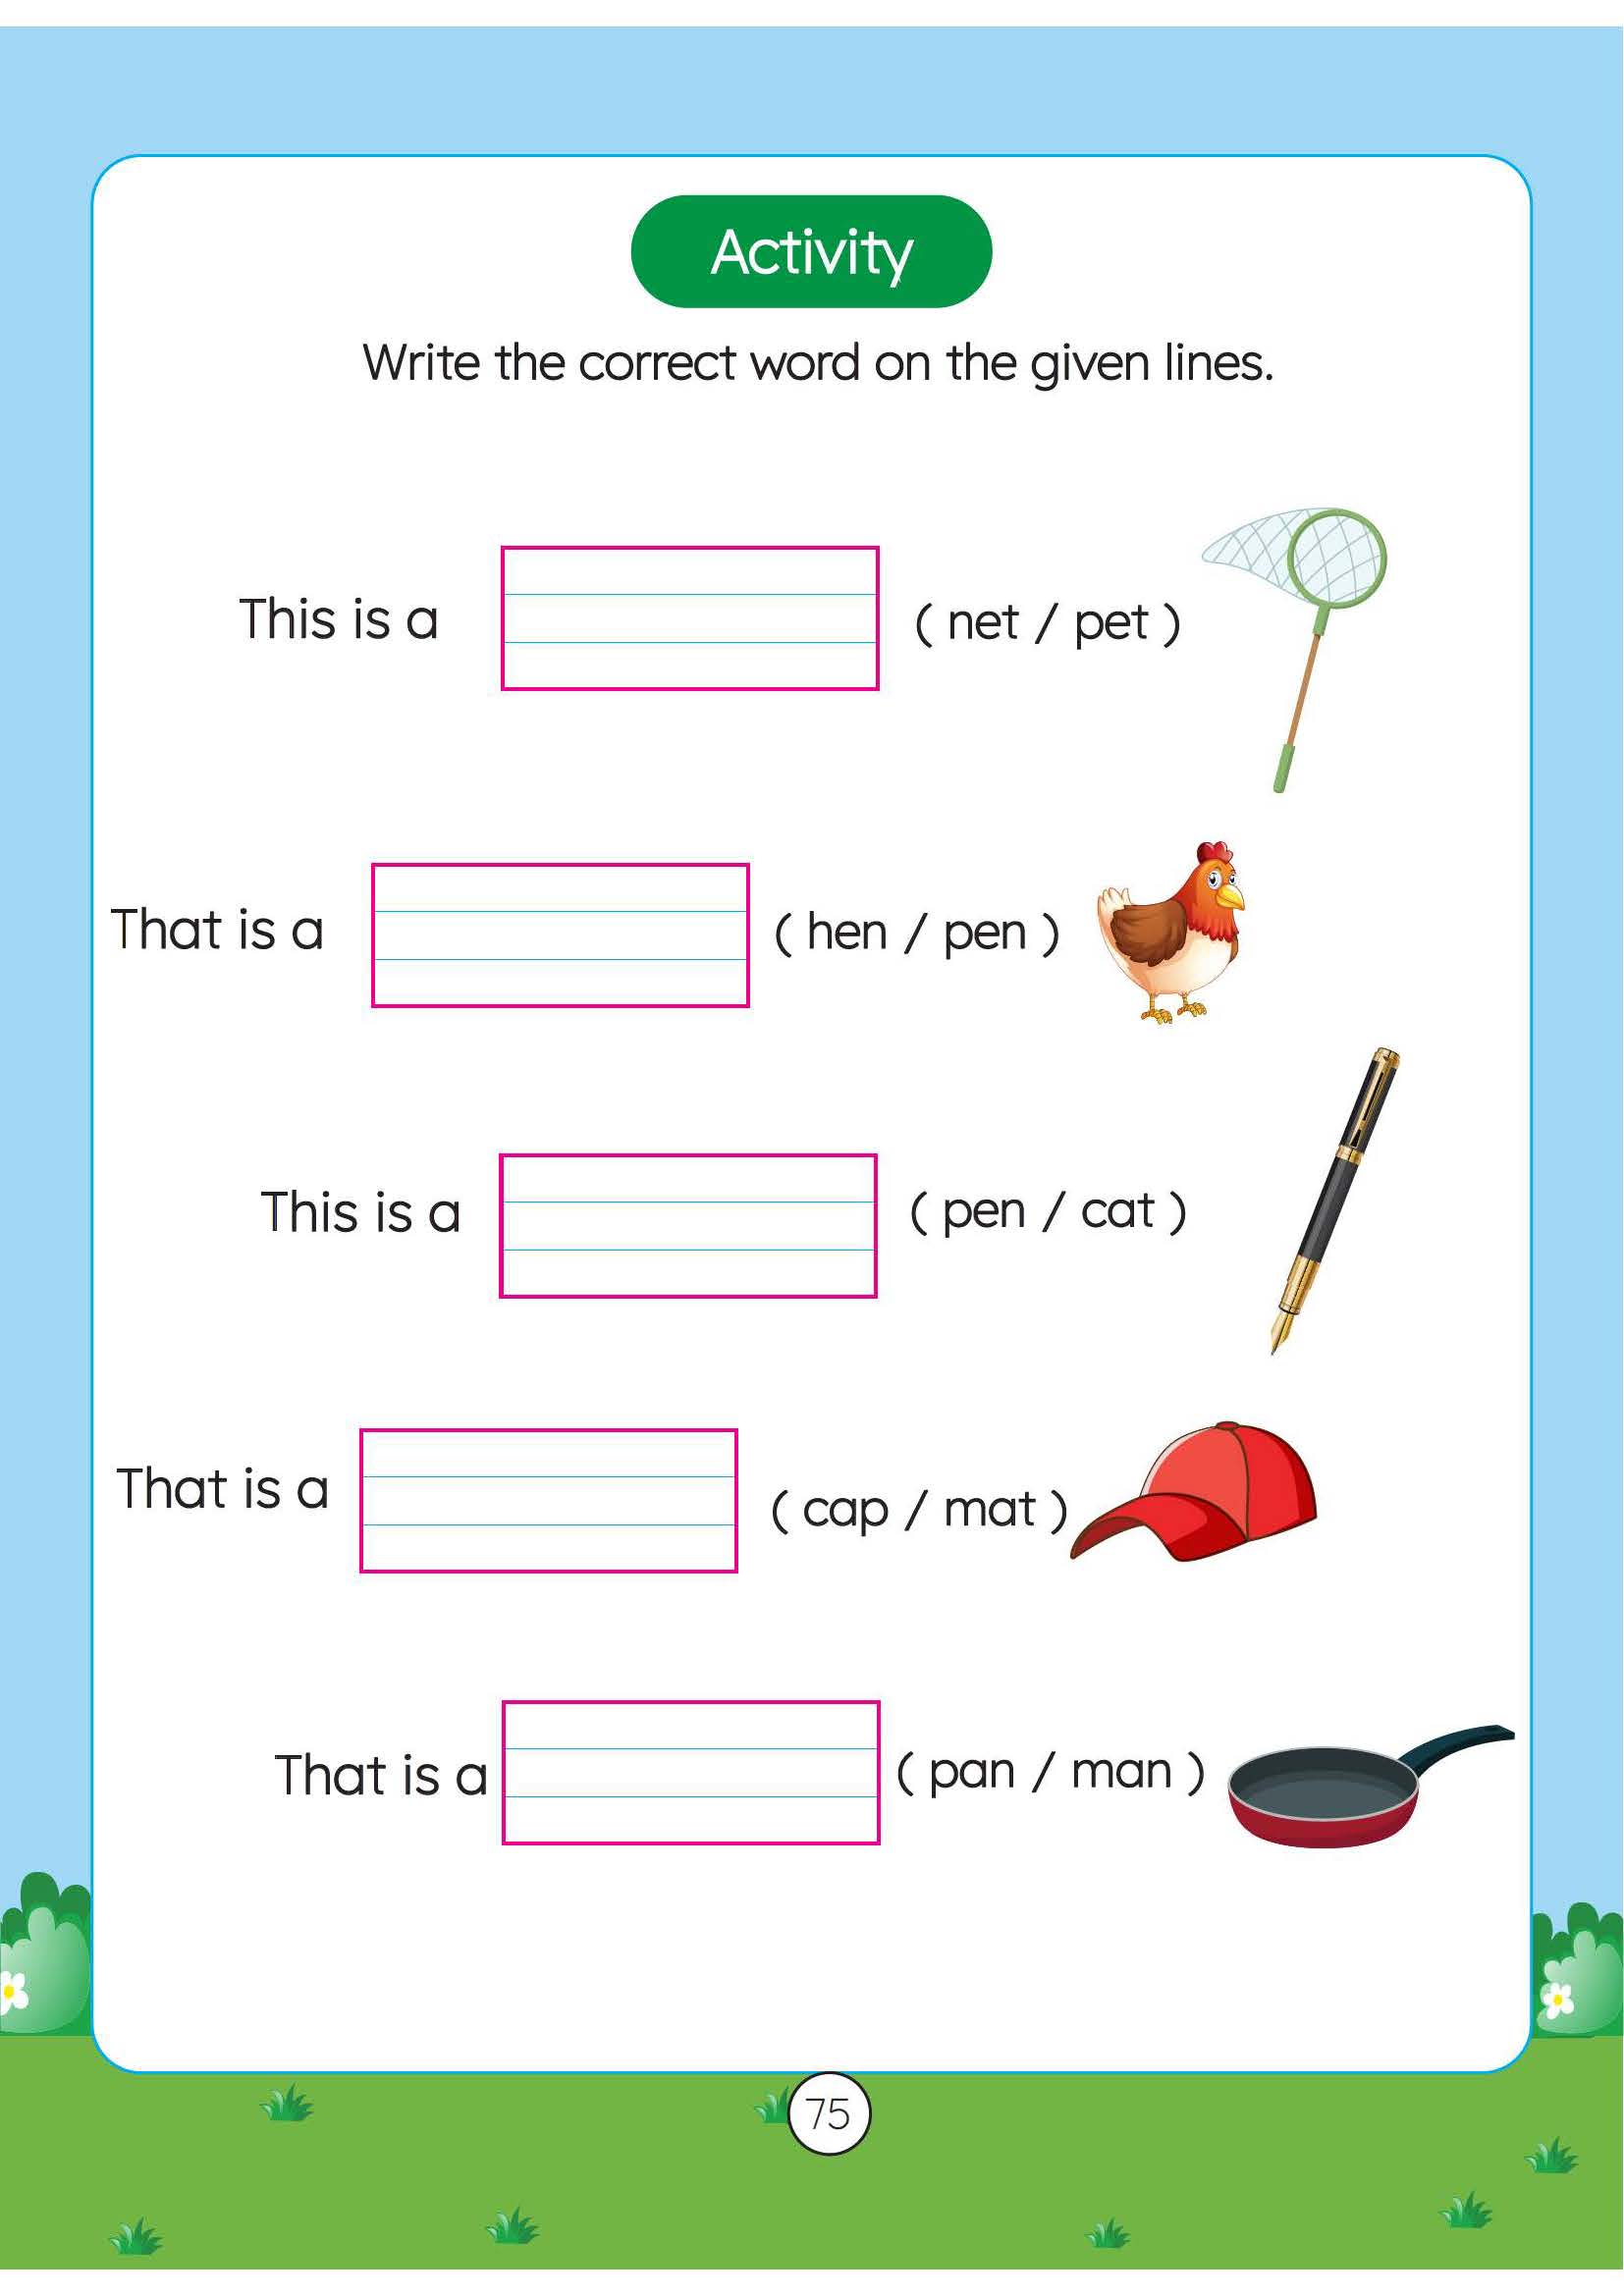 Activity
Write the correct word on the given lines.
This is a ( net / pet )
That is a ( hen / pen )
This is a ( pen / cat )
That is a ( cap / mat )
That is a ( pan / man )
75